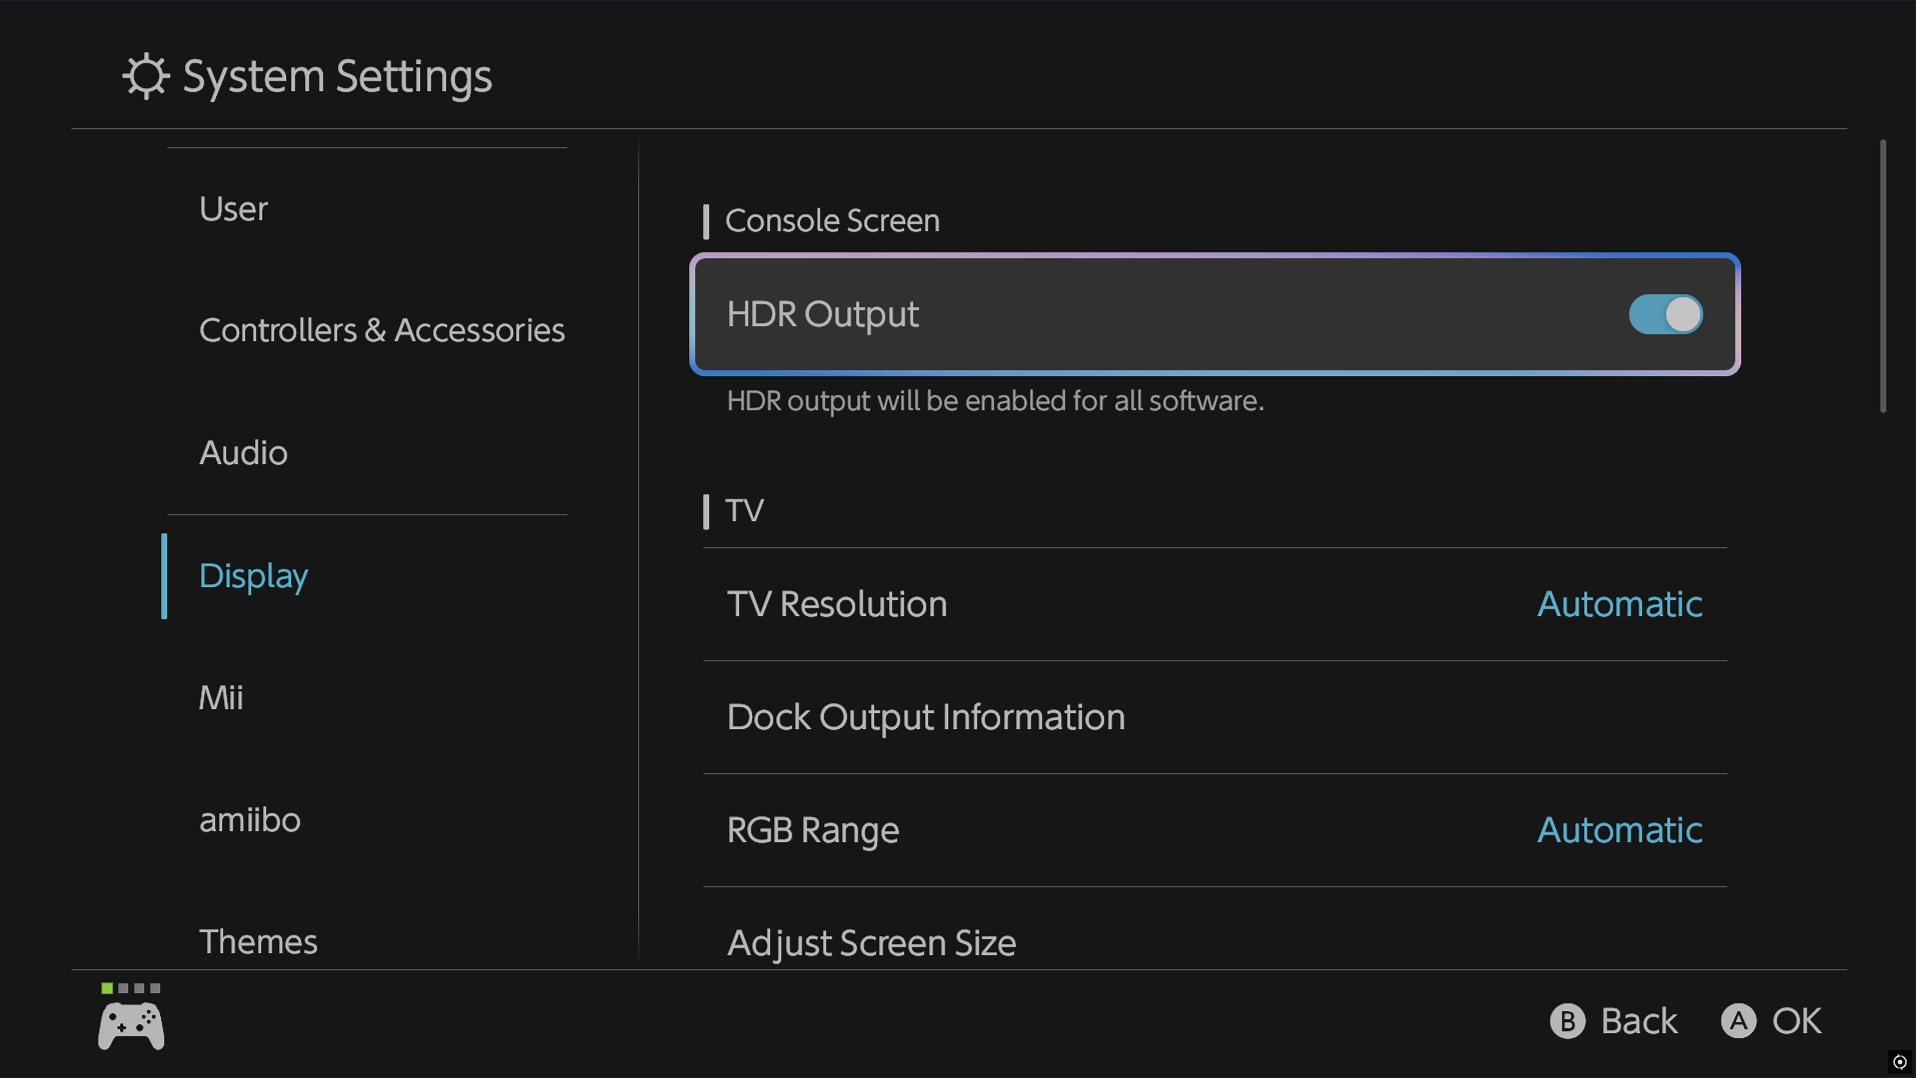 System Settings
User
Controllers & Accessories
Audio
Display
Mii
amiibo
Themes
Console Screen
HDR Output
HDR output will be enabled for all software.
TV
TV Resolution Automatic
Dock Output Information
RGB Range Automatic
Adjust Screen Size
B Back A OK